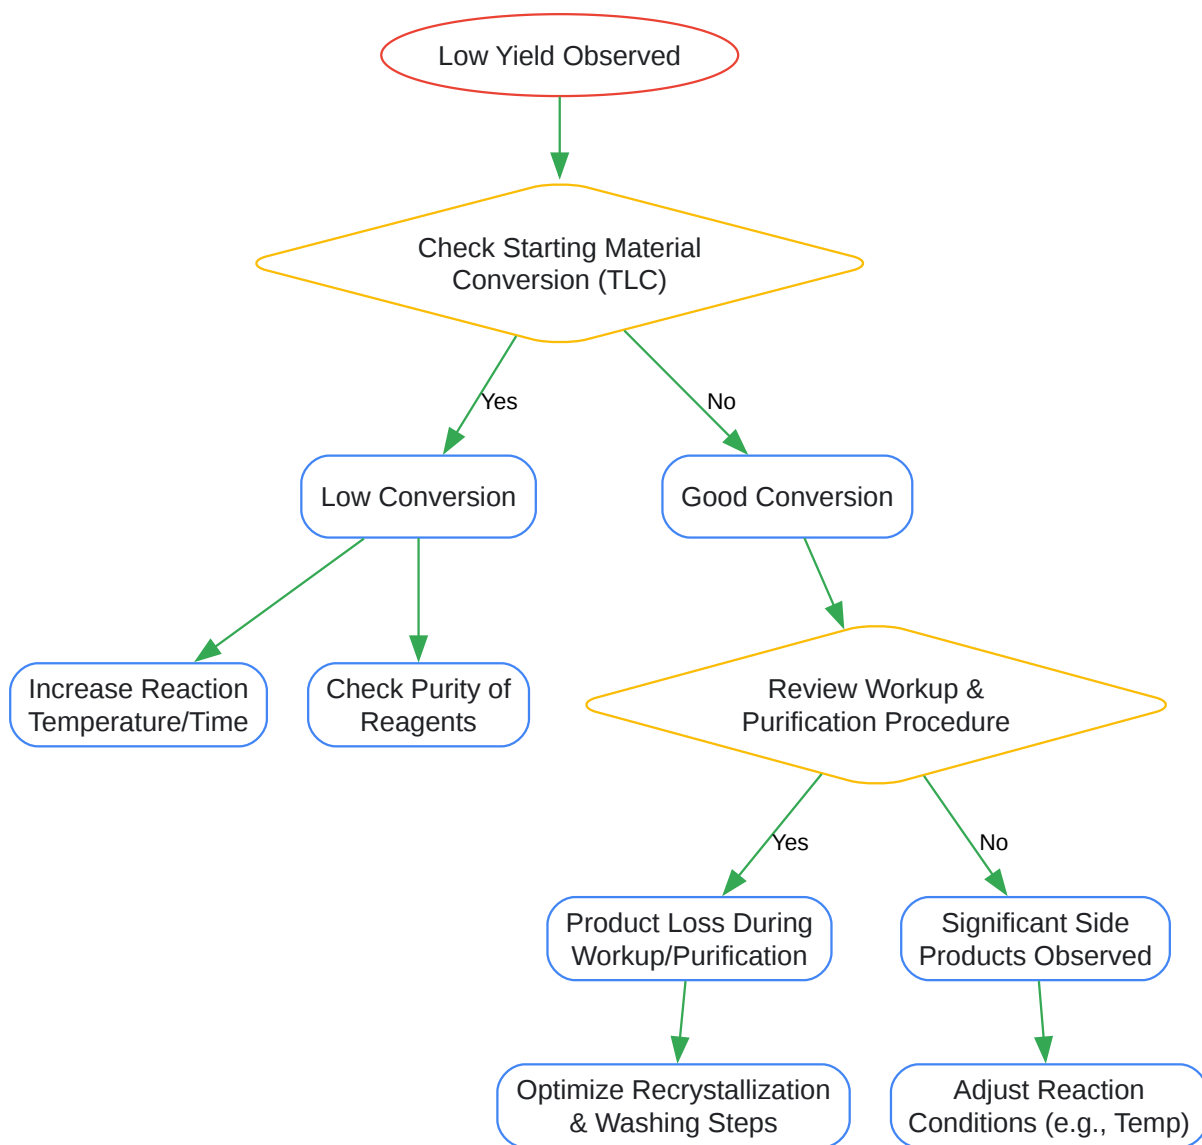 Low Yield Observed
Check Starting Material
Conversion (TLC)
Yes
No
Low Conversion
Good Conversion
Increase Reaction
Temperature/Time
Check Purity of
Reagents
Review Workup &
Purification Procedure
Yes
No
Product Loss During
Workup/Purification
Significant Side
Products Observed
Optimize Recrystallization
& Washing Steps
Adjust Reaction
Conditions (e.g., Temp)